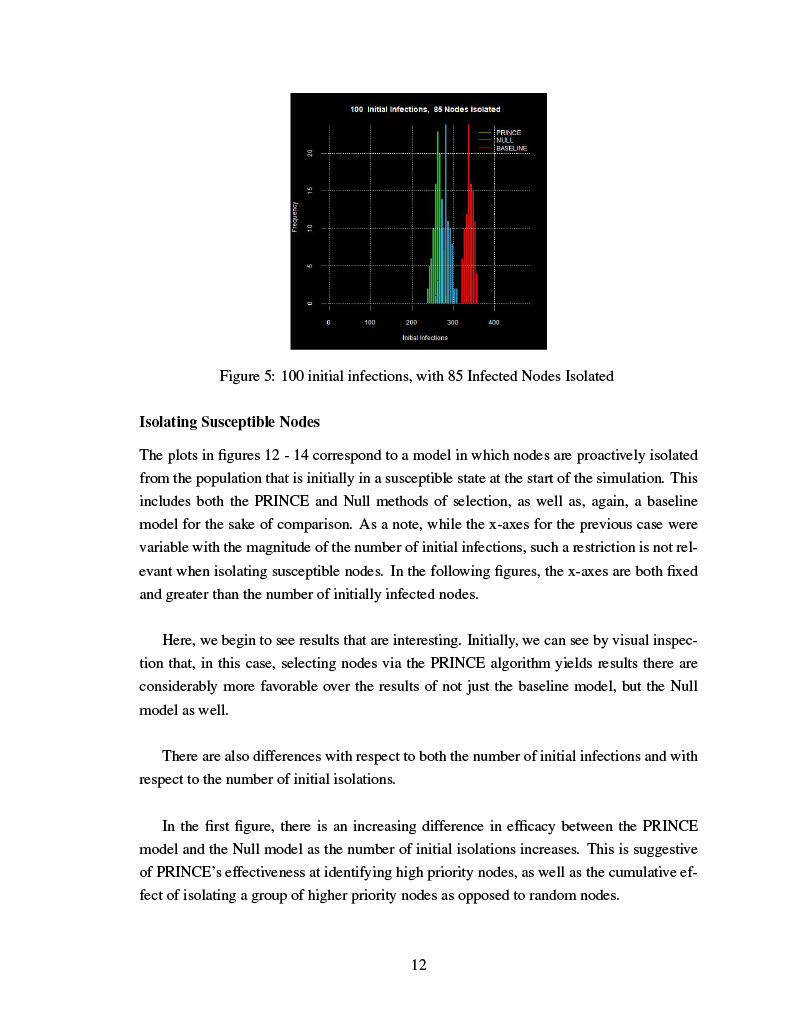 100 Initial Infections, 85 Nodes Isolated
PRINCE
NULL
BASELINE
20
15
10
5
0
Frequency
0 100 200 300 400
Initial Infections
Figure 5: 100 initial infections, with 85 Infected Nodes Isolated
Isolating Susceptible Nodes
The plots in figures 12 - 14 correspond to a model in which nodes are proactively isolated
from the population that is initially in a susceptible state at the start of the simulation. This
includes both the PRINCE and Null methods of selection, as well as, again, a baseline
model for the sake of comparison. As a note, while the x-axes for the previous case were
variable with the magnitude of the number of initial infections, such a restriction is not rel-
evant when isolating susceptible nodes. In the following figures, the x-axes are both fixed
and greater than the number of initially infected nodes.
Here, we begin to see results that are interesting. Initially, we can see by visual inspec-
tion that, in this case, selecting nodes via the PRINCE algorithm yields results there are
considerably more favorable over the results of not just the baseline model, but the Null
model as well.
There are also differences with respect to both the number of initial infections and with
respect to the number of initial isolations.
In the first figure, there is an increasing difference in efficacy between the PRINCE
model and the Null model as the number of initial isolations increases. This is suggestive
of PRINCE's effectiveness at identifying high priority nodes, as well as the cumulative ef-
fect of isolating a group of higher priority nodes as opposed to random nodes.
12